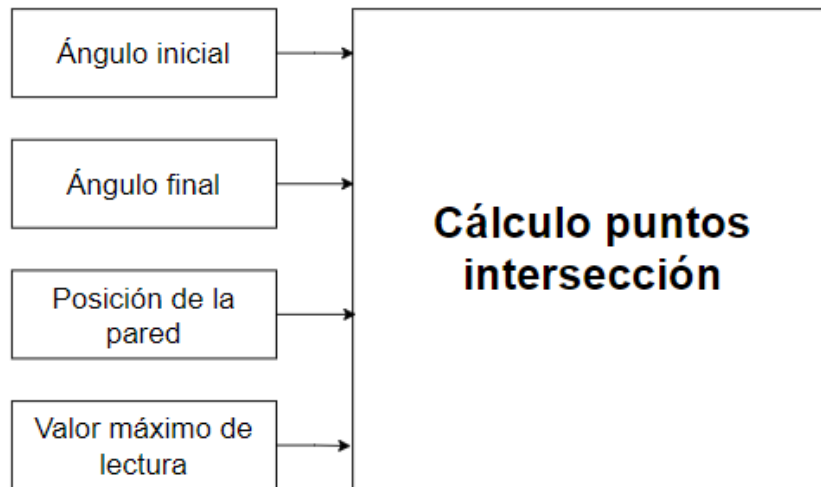 Ángulo inicial
Ángulo final
Posición de la
pared
Valor máximo de
lectura
Cálculo puntos
intersección